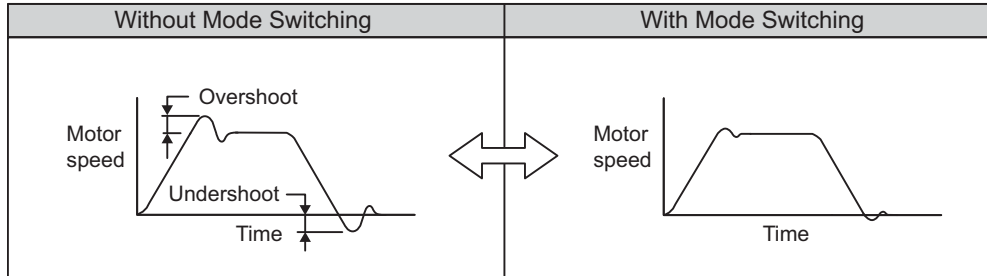 Without Mode Switching
With Mode Switching
Overshoot
Motor
speed
Undershoot
Time
Motor
speed
Time